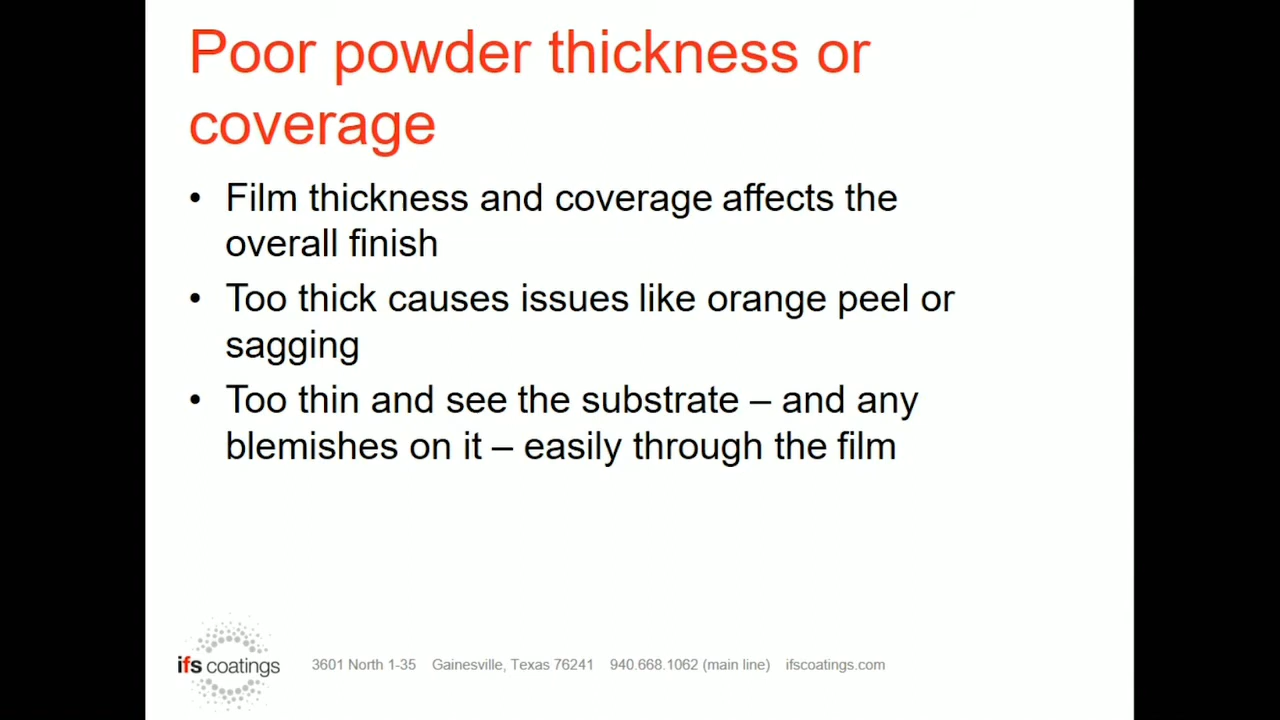 Poor powder thickness or
coverage
• Film thickness and coverage affects the
overall finish
• Too thick causes issues like orange peel or
sagging
• Too thin and see the substrate – and any
blemishes on it – easily through the film
ifs coatings
3601 North 1-35 Gainesville, Texas 76241 940.668.1062 (main line) ifscoatings.com